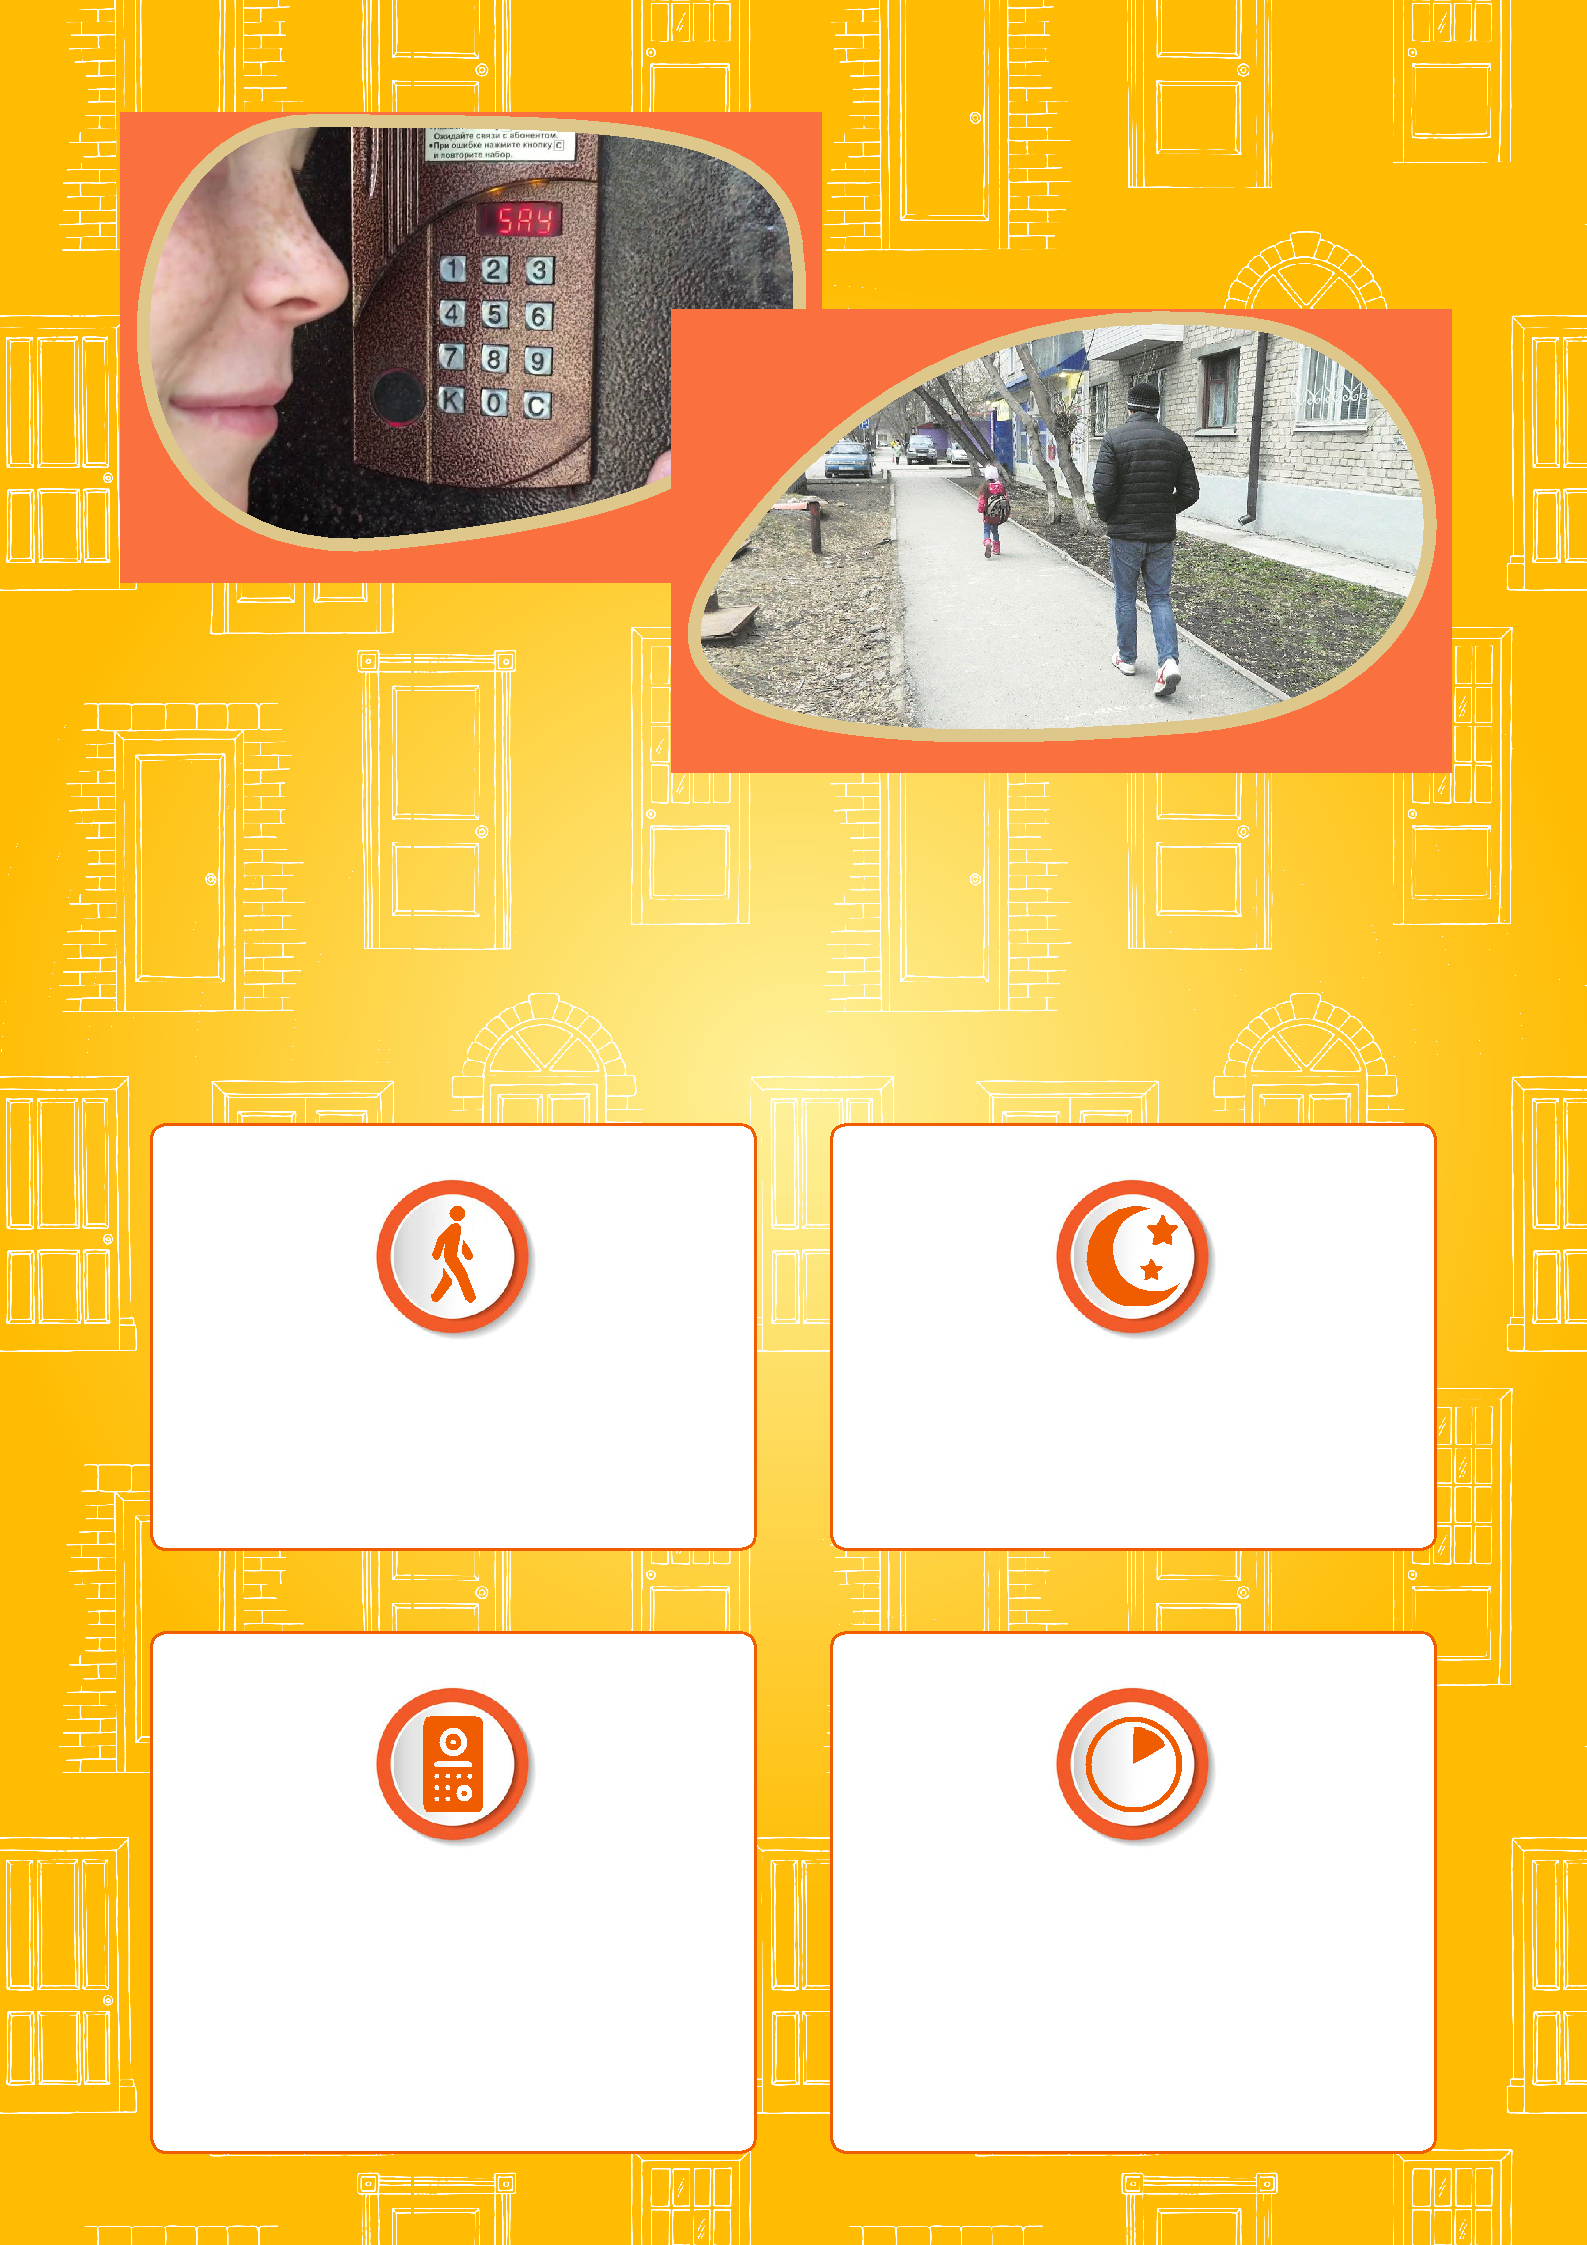 Ожидайте связи с абонентом.
•При ошибке нажмите кнопку C
и повторите набор.
SAY
1 2 3
4 5 6
7 8 9
K 0 C